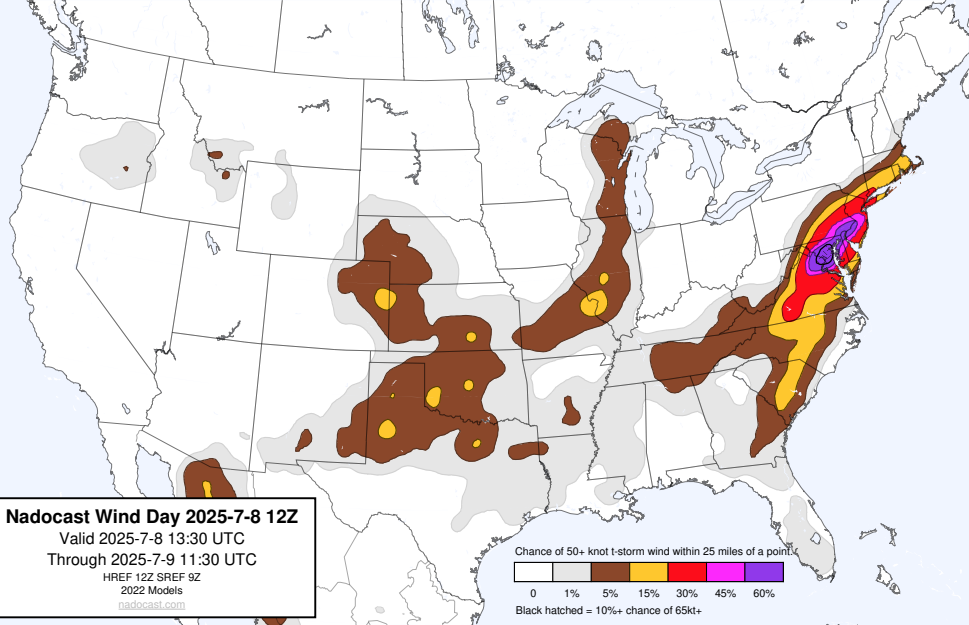 Nadocast Wind Day 2025-7-8 12Z
Valid 2025-7-8 13:30 UTC
Through 2025-7-9 11:30 UTC
HREF 12Z SREF 9Z
2022 Models
nadocast.com
Chance of 50+ knot t-storm wind within 25 miles of a point.
0 1% 5% 15% 30% 45% 60%
Black hatched = 10%+ chance of 65kt+